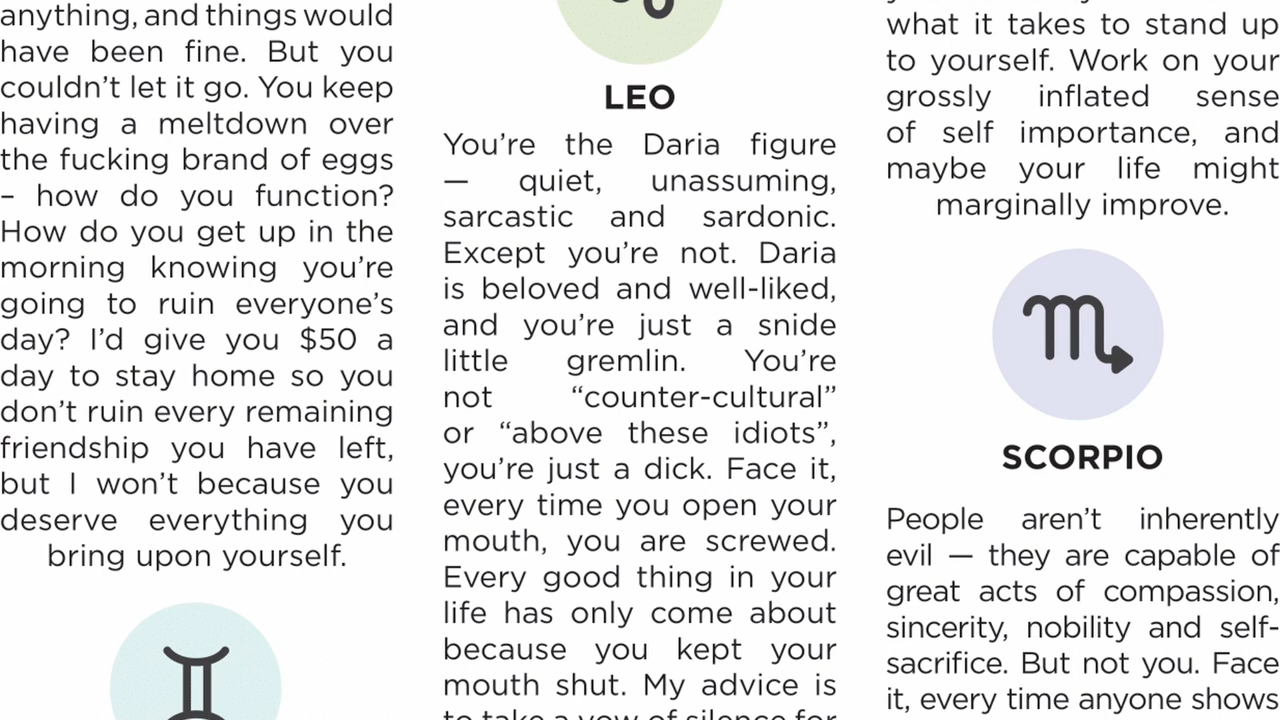 anything, and things would
have been fine. But you
couldn’t let it go. You keep
having a meltdown over
the fucking brand of eggs
– how do you function?
How do you get up in the
morning knowing you’re
going to ruin everyone’s
day? I’d give you $50 a
day to stay home so you
don’t ruin every remaining
friendship you have left,
but I won’t because you
deserve everything you
bring upon yourself.
LEO
You’re the Daria figure
— quiet, unassuming,
sarcastic and sardonic.
Except you’re not. Daria
is beloved and well-liked,
and you’re just a snide
little gremlin. You’re
not “counter-cultural”
or “above these idiots”,
you’re just a dick. Face it,
every time you open your
mouth, you are screwed.
Every good thing in your
life has only come about
because you kept your
mouth shut. My advice is
to take a vow of silence for
what it takes to stand up
to yourself. Work on your
grossly inflated sense
of self importance, and
maybe your life might
marginally improve.
SCORPIO
People aren’t inherently
evil — they are capable of
great acts of compassion,
sincerity, nobility and self-
sacrifice. But not you. Face
it, every time anyone shows